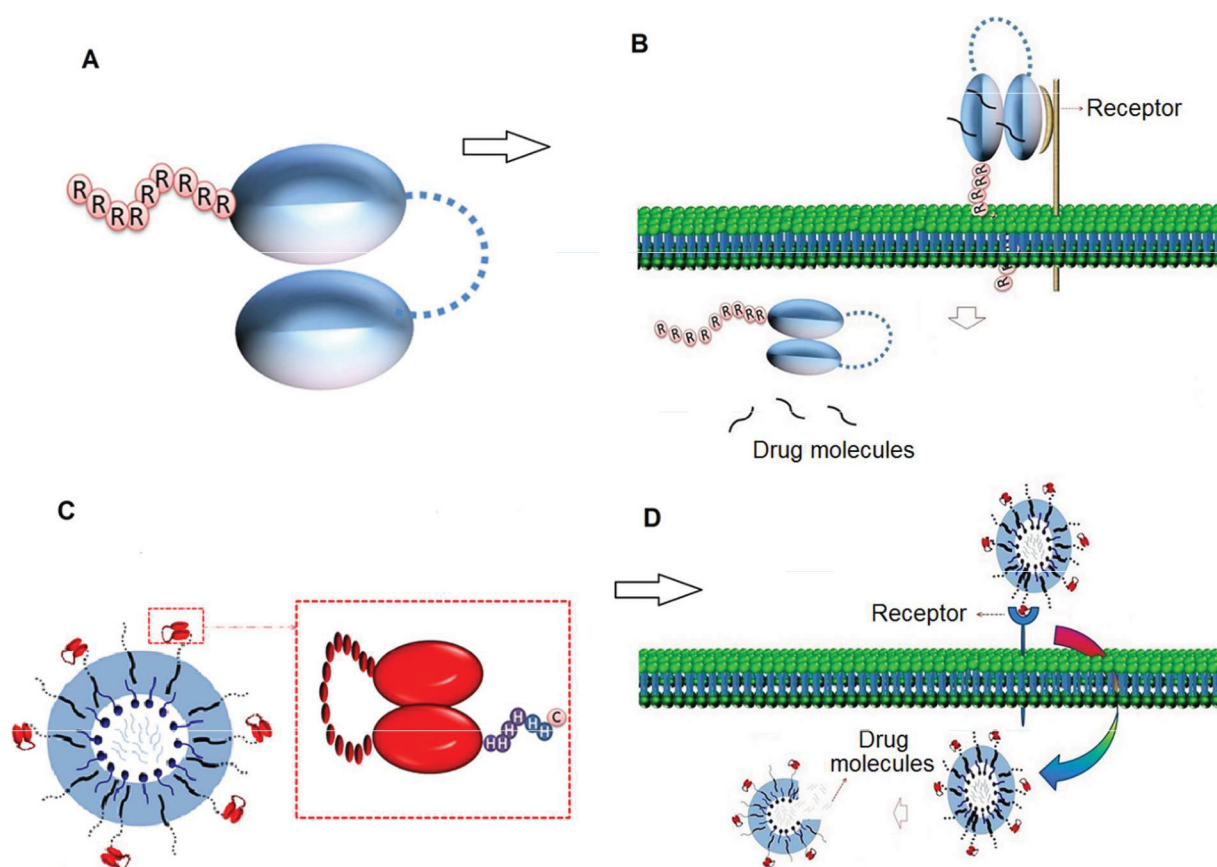 A
R R R R R R R R R
B
Receptor
R R R R
R R
R R R R R R R R R
Drug molecules
C
H H H H H H C
D
Receptor
Drug
molecules